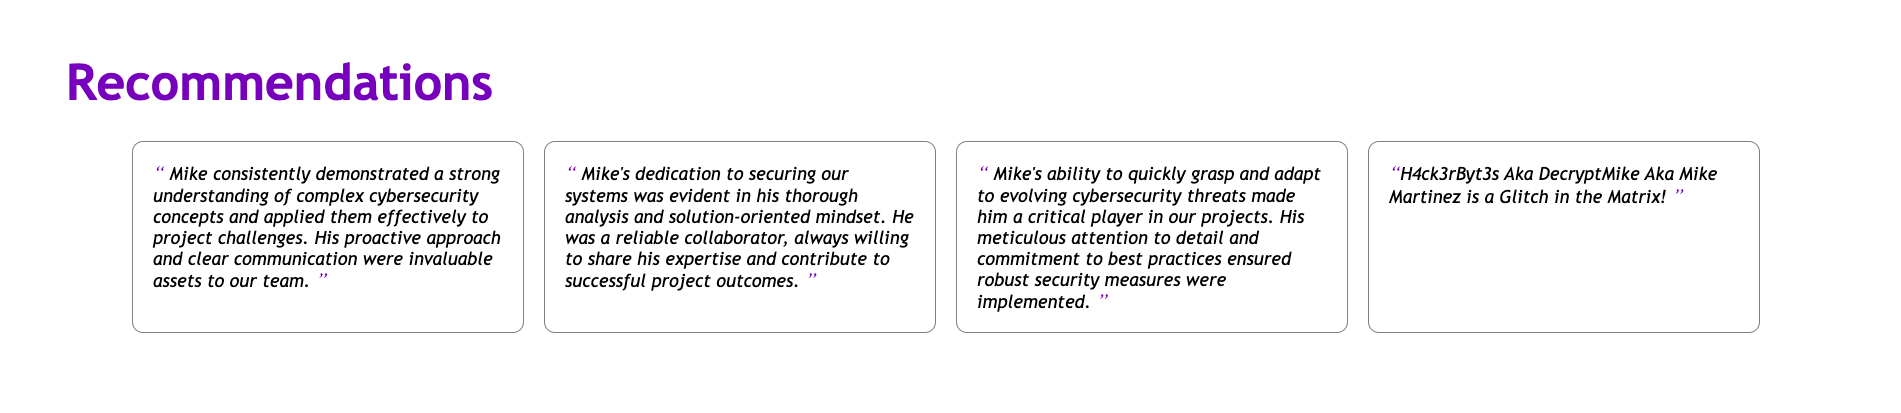 Recommendations
“ Mike consistently demonstrated a strong
understanding of complex cybersecurity
concepts and applied them effectively to
project challenges. His proactive approach
and clear communication were invaluable
assets to our team. ”
“ Mike's dedication to securing our
systems was evident in his thorough
analysis and solution-oriented mindset. He
was a reliable collaborator, always willing
to share his expertise and contribute to
successful project outcomes. ”
“ Mike's ability to quickly grasp and adapt
to evolving cybersecurity threats made
him a critical player in our projects. His
meticulous attention to detail and
commitment to best practices ensured
robust security measures were
implemented. ”
“H4ck3rByt3s Aka DecryptMike Aka Mike
Martinez is a Glitch in the Matrix! ”